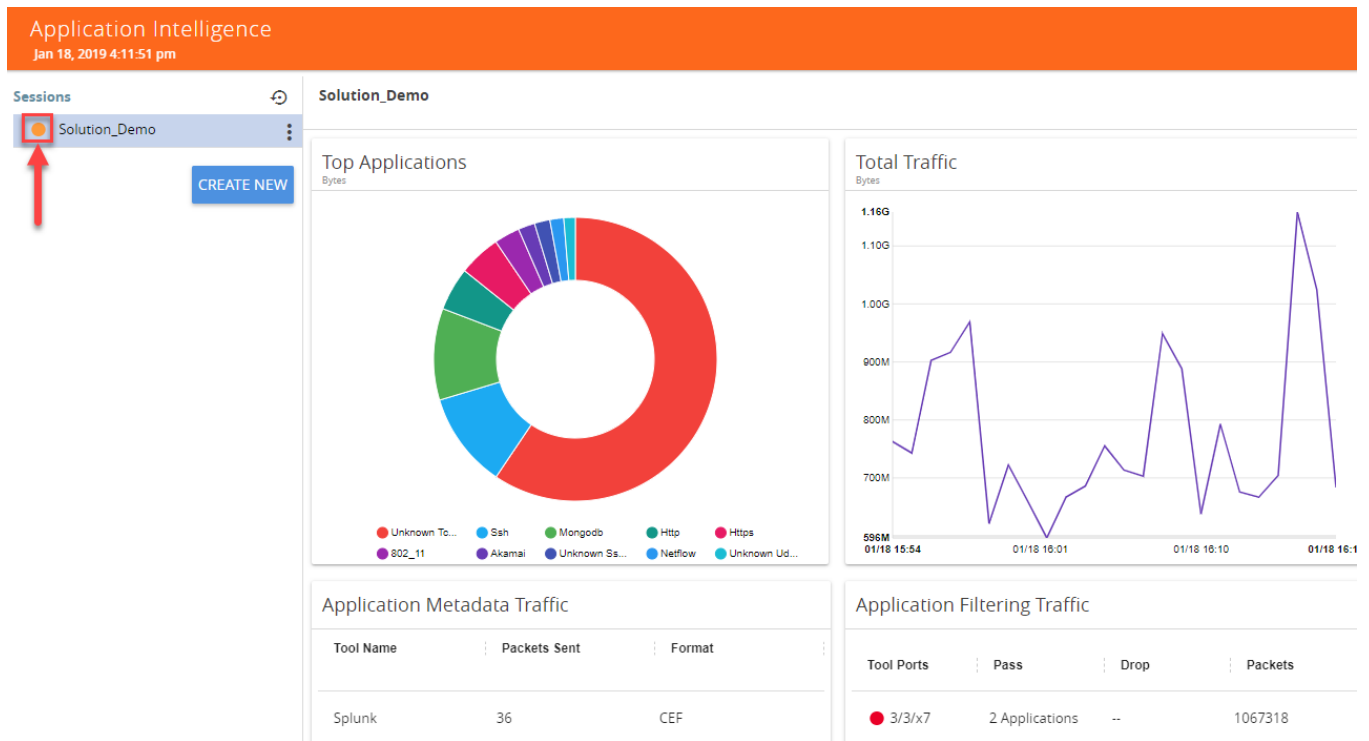 Application Intelligence
Jan 18, 2019 4:11:51 pm
Sessions
Solution_Demo
CREATE NEW
Solution_Demo
Top Applications
Bytes
Unknown Tc... Ssh Mongodb Http Https
802_11 Akamai Unknown Ss... Netflow Unknown Ud...
Total Traffic
Bytes
1.16G
1.10G
1.00G
900M
800M
700M
596M
01/18 15:54 01/18 16:01 01/18 16:10 01/18 16:1
Application Metadata Traffic
Tool Name Packets Sent Format
Splunk 36 CEF
Application Filtering Traffic
Tool Ports Pass Drop Packets
3/3/x7 2 Applications -- 1067318